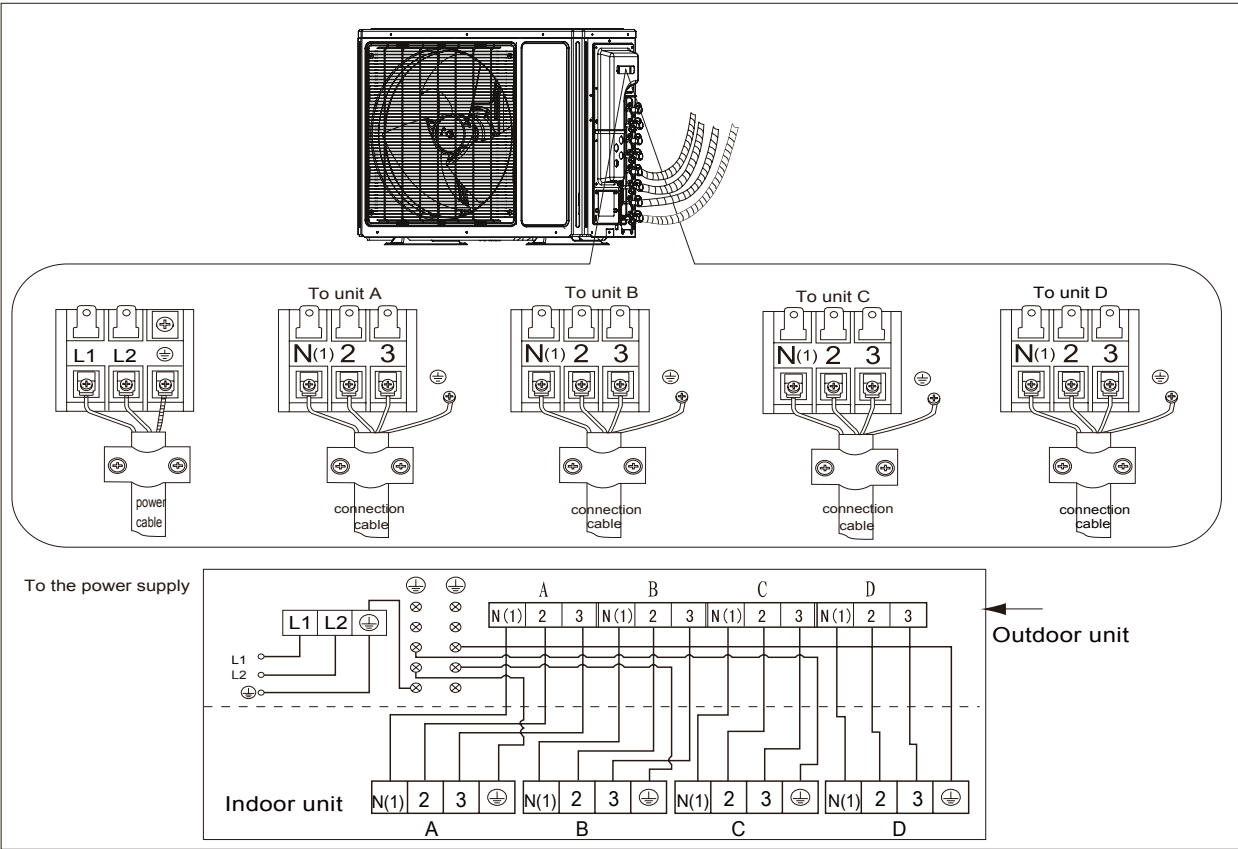 To unit A
To unit B
To unit C
To unit D
L1 L2
N(1) 2 3
N(1) 2 3
N(1) 2 3
N(1) 2 3
power
cable
connection
cable
connection
cable
connection
cable
connection
cable
To the power supply
A B C D
N(1) 2 3 N(1) 2 3 N(1) 2 3 N(1) 2 3
L1 L2
Outdoor unit
L1
L2
Indoor unit
N(1) 2 3
N(1) 2 3
N(1) 2 3
N(1) 2 3
A B C D